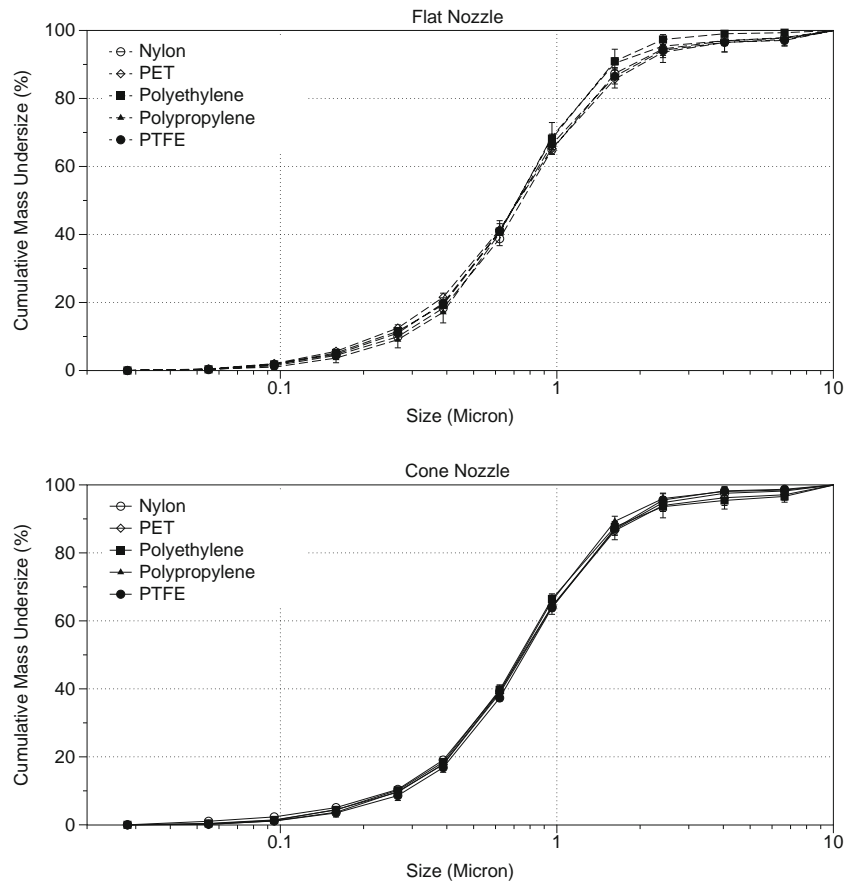 Flat Nozzle
100
80
60
40
20
0
Cumulative Mass Undersize (%)
Nylon
PET
Polyethylene
Polypropylene
PTFE
0.1 1 10
Size (Micron)
Cone Nozzle
100
80
60
40
20
0
Cumulative Mass Undersize (%)
Nylon
PET
Polyethylene
Polypropylene
PTFE
0.1 1 10
Size (Micron)